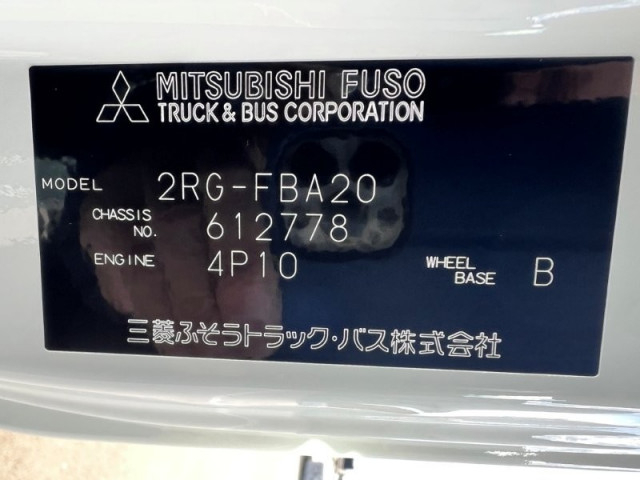 MITSUBISHI FUSO
TRUCK & BUS CORPORATION
MODEL 2RG-FBA20
CHASSIS NO. 612778
ENGINE 4P10 WHEEL BASE B
三菱ふそうトラック・バス株式会社